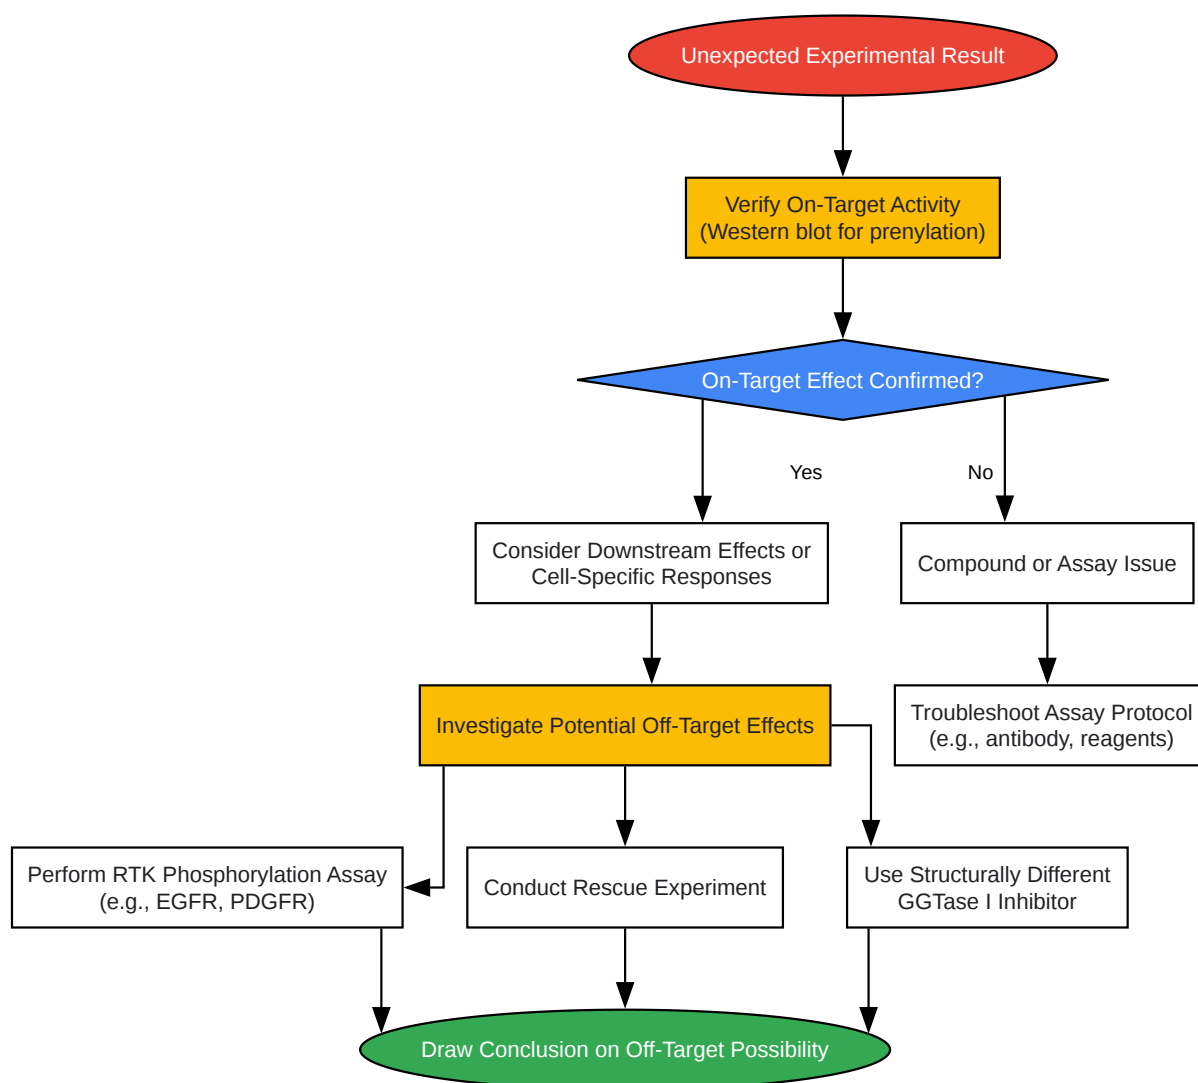 Unexpected Experimental Result
Verify On-Target Activity
(Western blot for prenylation)
On-Target Effect Confirmed?
Yes
No
Consider Downstream Effects or
Cell-Specific Responses
Compound or Assay Issue
Investigate Potential Off-Target Effects
Troubleshoot Assay Protocol
(e.g., antibody, reagents)
Perform RTK Phosphorylation Assay
(e.g., EGFR, PDGFR)
Conduct Rescue Experiment
Use Structurally Different
GGTase I Inhibitor
Draw Conclusion on Off-Target Possibility